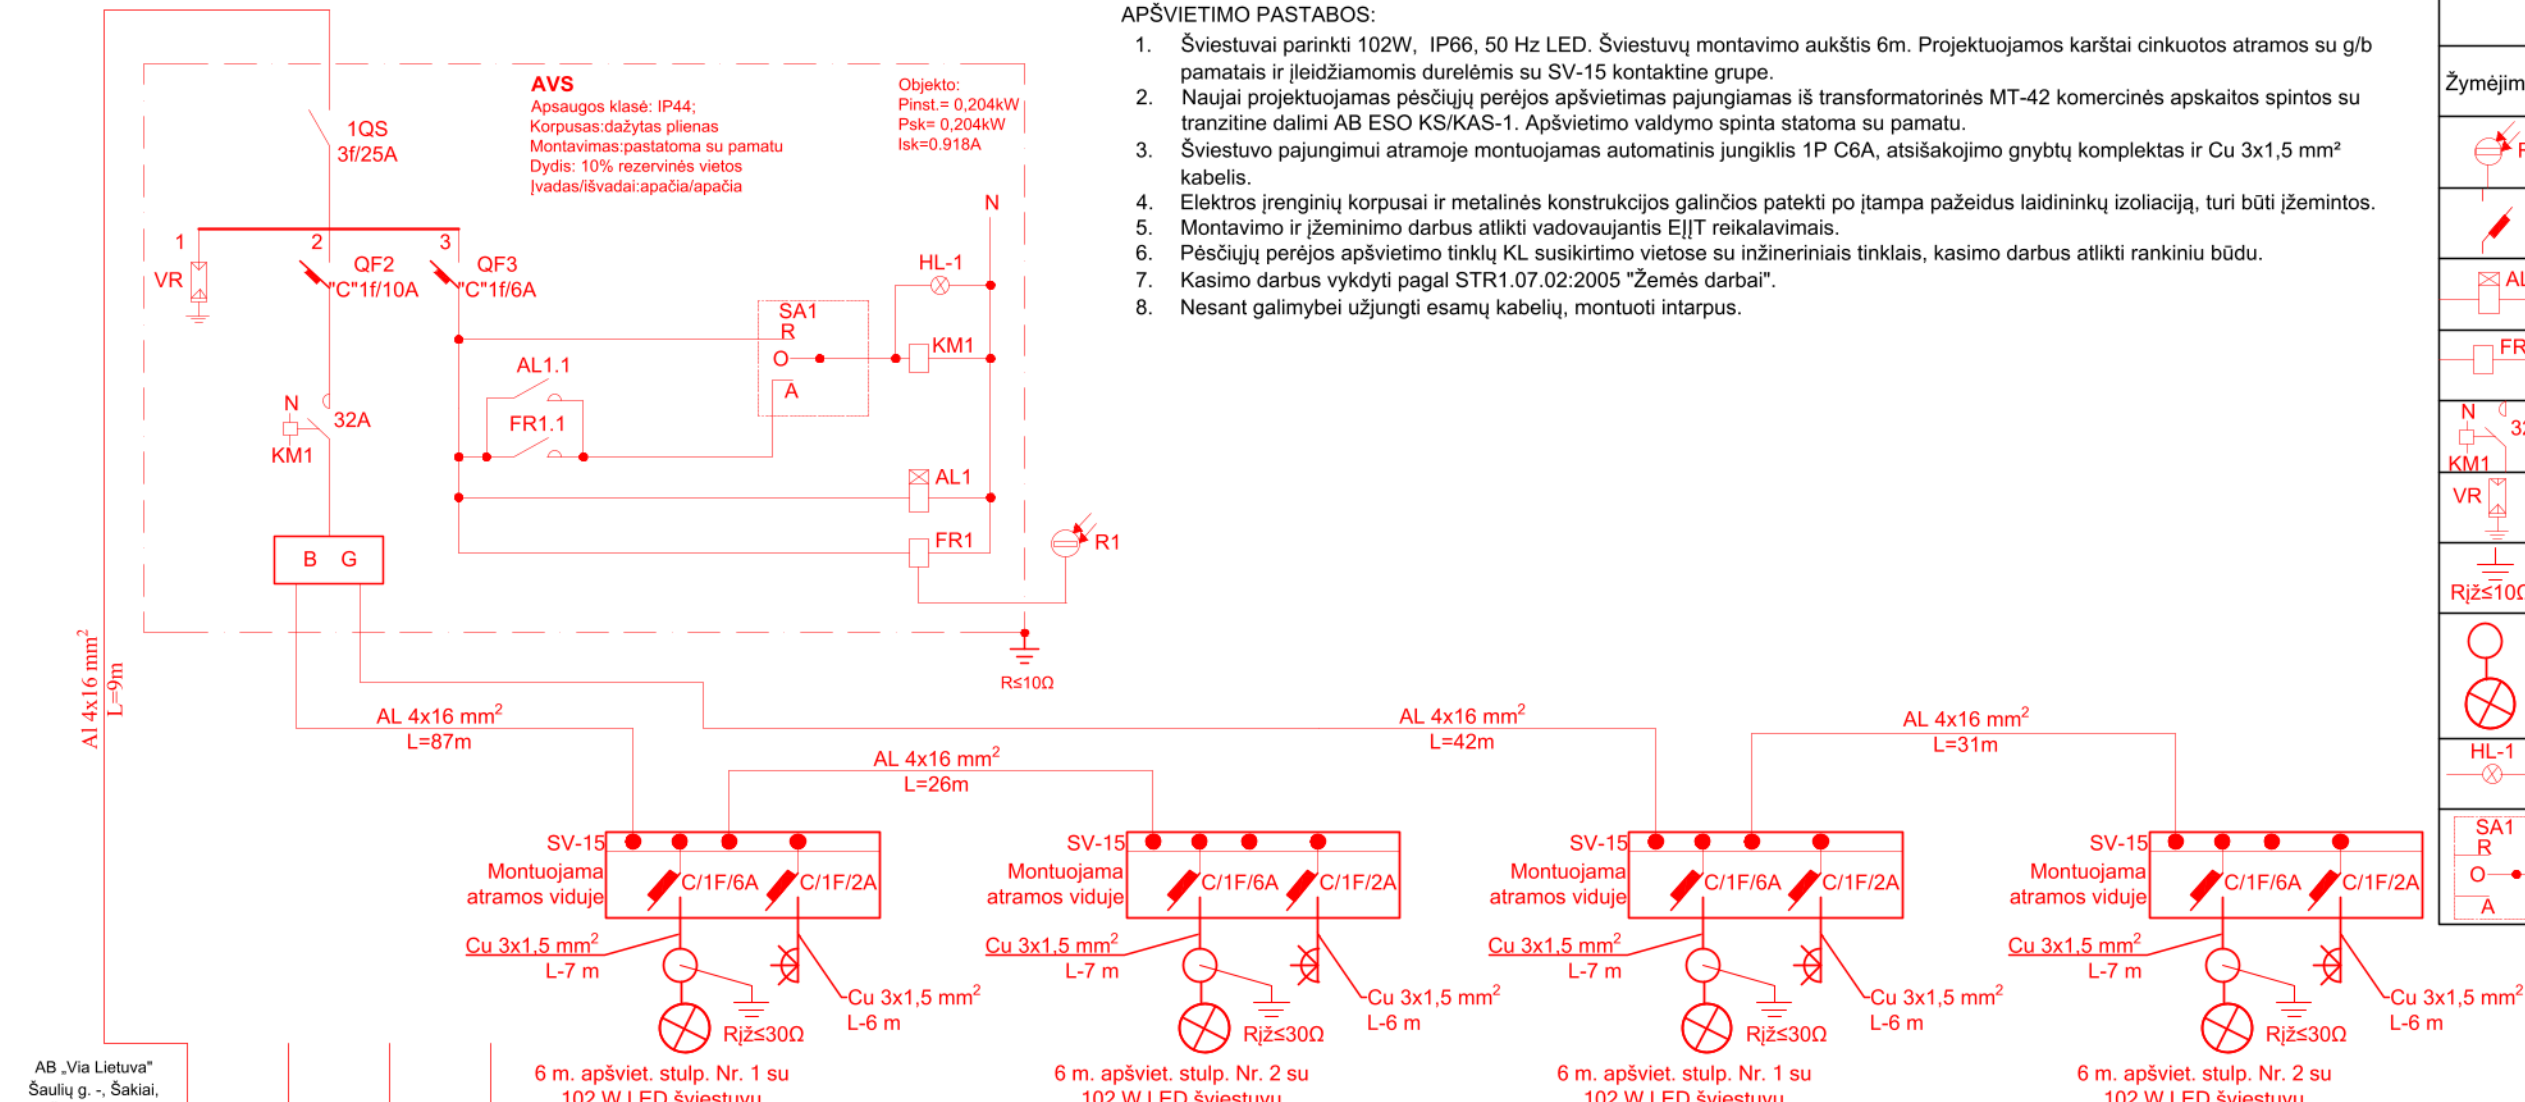 APŠVIETIMO PASTABOS:
1. Šviestuvai parinkti 102W, IP66, 50 Hz LED. Šviestuvų montavimo aukštis 6m. Projektuojamos karštai cinkuotos atramos su g/b
pamatais ir įleidžiamomis durelėmis su SV-15 kontaktine grupe.
2. Naujai projektuojamas pėsčiųjų perėjos apšvietimas pajungiamas iš transformatorinės MT-42 komercinės apskaitos spintos su
tranzitine dalimi AB ESO KS/KAS-1. Apšvietimo valdymo spinta statoma su pamatu.
3. Šviestuvo pajungimui atramoje montuojamas automatinis jungiklis 1P C6A, atsišakojimo gnybtų komplektas ir Cu 3x1,5 mm²
kabelis.
4. Elektros įrenginių korpusai ir metalinės konstrukcijos galinčios patekti po įtampa pažeidus laidininkų izoliaciją, turi būti įžemintos.
5. Montavimo ir įžeminimo darbus atlikti vadovaujantis EĮĮT reikalavimais.
6. Pėsčiųjų perėjos apšvietimo tinklų KL susikirtimo vietose su inžineriniais tinklais, kasimo darbus atlikti rankiniu būdu.
7. Kasimo darbus vykdyti pagal STR1.07.02:2005 "Žemės darbai".
8. Nesant galimybei užjungti esamų kabelių, montuoti intarpus.
AVS
Apsaugos klasė: IP44;
Korpusas:dažytas plienas
Montavimas:pastatoma su pamatu
Dydis: 10% rezervinės vietos
Įvadas/išvadai:apačia/apačia
Objekto:
Pinst.= 0,204kW
Psk= 0,204kW
Isk=0.918A
1QS
3f/25A
1
2
3
VR
QF2
"C"1f/10A
QF3
"C"1f/6A
N
HL-1
SA1
R
O
A
KM1
AL1.1
FR1.1
N
32A
KM1
AL1
FR1
R1
B G
R≤10Ω
Al 4x16 mm²
L=9m
AL 4x16 mm²
L=87m
AL 4x16 mm²
L=26m
AL 4x16 mm²
L=42m
AL 4x16 mm²
L=31m
SV-15
Montuojama
atramos viduje
C/1F/6A
C/1F/2A
Cu 3x1,5 mm²
L-7 m
Cu 3x1,5 mm²
L-6 m
Rįž≤30Ω
6 m. apšviet. stulp. Nr. 1 su
102 W LED šviestuvu
SV-15
Montuojama
atramos viduje
C/1F/6A
C/1F/2A
Cu 3x1,5 mm²
L-7 m
Cu 3x1,5 mm²
L-6 m
Rįž≤30Ω
6 m. apšviet. stulp. Nr. 2 su
102 W LED šviestuvu
SV-15
Montuojama
atramos viduje
C/1F/6A
C/1F/2A
Cu 3x1,5 mm²
L-7 m
Cu 3x1,5 mm²
L-6 m
Rįž≤30Ω
6 m. apšviet. stulp. Nr. 1 su
102 W LED šviestuvu
SV-15
Montuojama
atramos viduje
C/1F/6A
C/1F/2A
Cu 3x1,5 mm²
L-7 m
Cu 3x1,5 mm²
L-6 m
Rįž≤30Ω
6 m. apšviet. stulp. Nr. 2 su
102 W LED šviestuvu
AB „Via Lietuva"
Šaulių g. -, Šakiai,
Žymėjim
AL
FR
N
KM1
VR
Rįž≤10Ω
HL-1
SA1
R
O
A